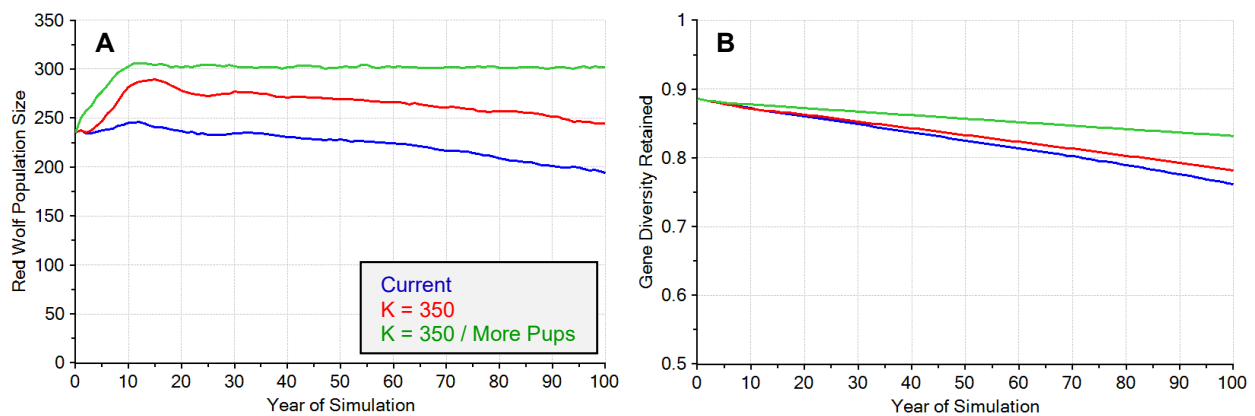 350
300
250
200
150
100
50
0
Red Wolf Population Size
A
Current
K = 350
K = 350 / More Pups
0 10 20 30 40 50 60 70 80 90 100
Year of Simulation
1
0.9
0.8
0.7
0.6
0.5
Gene Diversity Retained
B
0 10 20 30 40 50 60 70 80 90 100
Year of Simulation